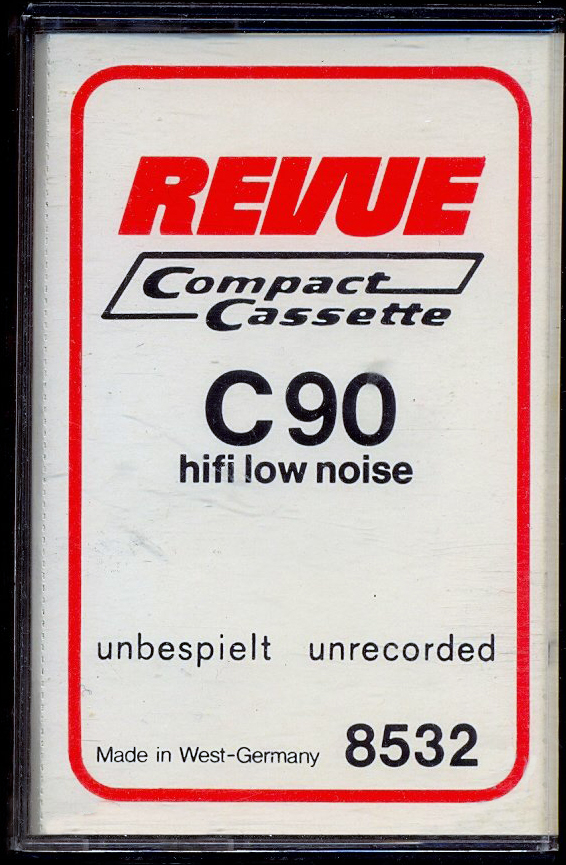 REVUE
Compact
Cassette
C90
hifi low noise
unbespielt unrecorded
Made in West-Germany 8532